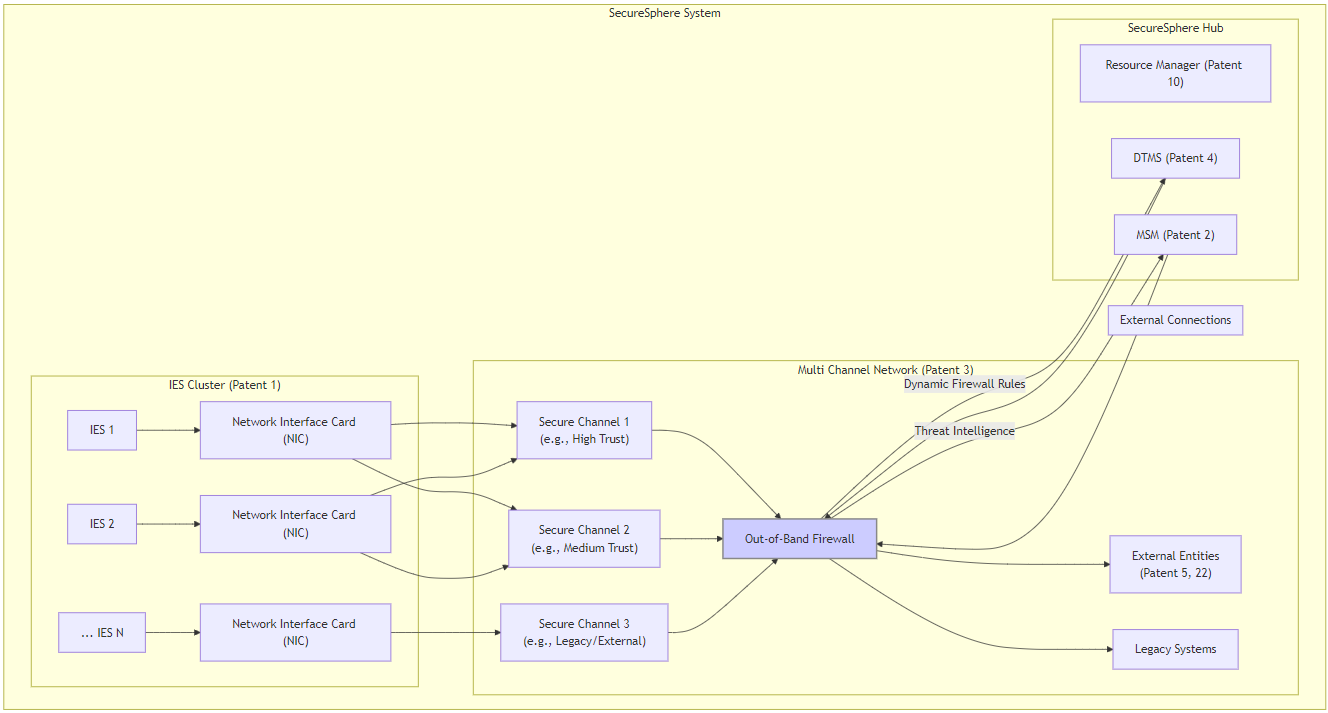 SecureSphere System
SecureSphere Hub
Resource Manager (Patent
10)
DTMS (Patent 4)
MSM (Patent 2)
External Connections
Multi Channel Network (Patent 3)
IES Cluster (Patent 1)
Dynamic Firewall Rules
Threat Intelligence
IES 1
Network Interface Card
(NIC)
Secure Channel 1
(e.g., High Trust)
IES 2
Network Interface Card
(NIC)
Secure Channel 2
(e.g., Medium Trust)
Out-of-Band Firewall
External Entities
(Patent 5, 22)
... IES N
Network Interface Card
(NIC)
Secure Channel 3
(e.g., Legacy/External)
Legacy Systems